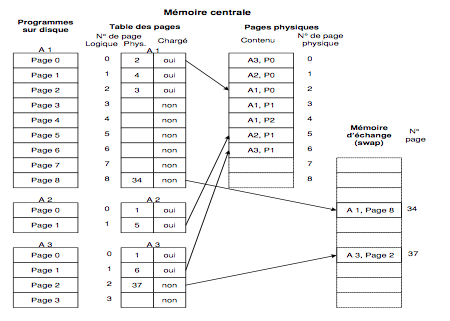 Mémoire centrale
Programmes
sur disque
Table des pages
N° de page
Logique Phys. Chargé
Pages physiques
Contenu
N° de page
physique
A 1
A 1
Page 0 0 2 oui
Page 1 1 4 oui
Page 2 2 3 oui
Page 3 3 non
Page 4 4 non
Page 5 5 non
Page 6 6 non
Page 7 7 non
Page 8 8 34 non
A3, P0 0
A2, P0 1
A1, P0 2
A1, P1 3
A1, P2 4
A2, P1 5
A3, P1 6
7
8
Mémoire
d'échange
(swap)
N°
page
A 1, Page 8 34
A 3, Page 2 37
A 2
A 2
Page 0 0 1 oui
Page 1 1 5 oui
A 3
A 3
Page 0 0 1 oui
Page 1 1 6 oui
Page 2 2 37 non
Page 3 3 non